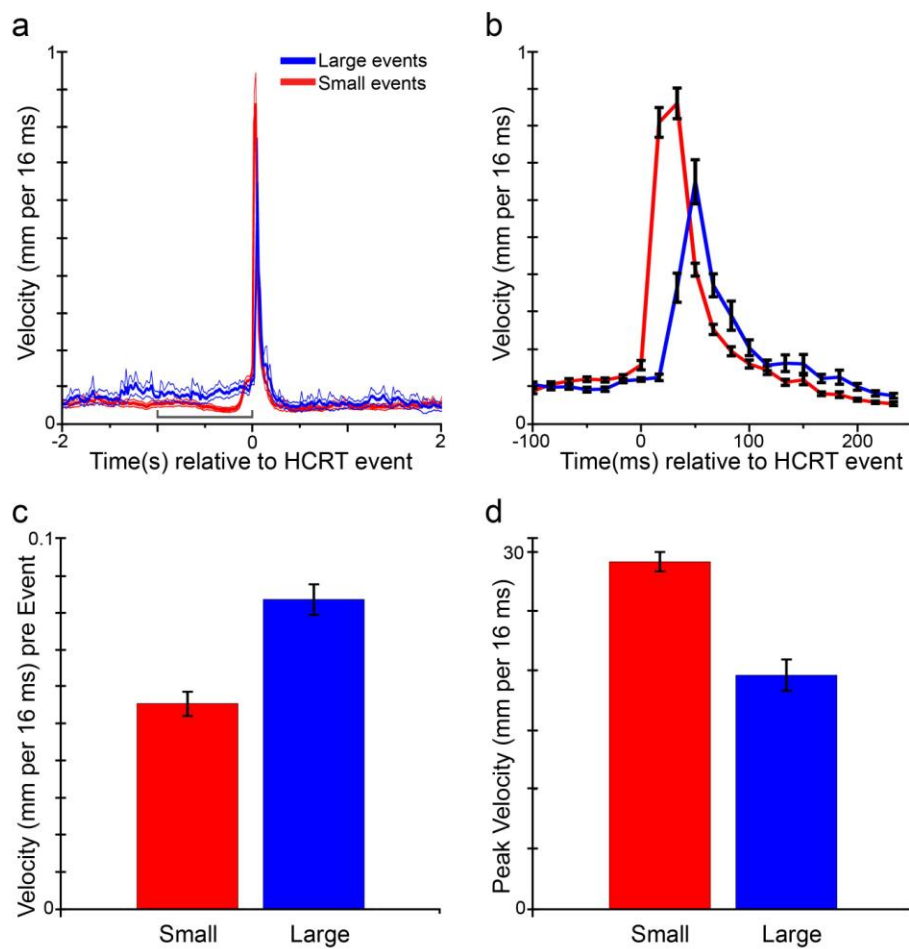 a
1
Large events
Small events
Velocity (mm per 16 ms)
0
-2
0
2
Time(s) relative to HCRT event
b
1
Velocity (mm per 16 ms)
0
-100
0
100
200
Time(ms) relative to HCRT event
c
0.1
Velocity (mm per 16 ms) pre Event
0
Small
Large
d
30
Peak Velocity (mm per 16 ms)
0
Small
Large